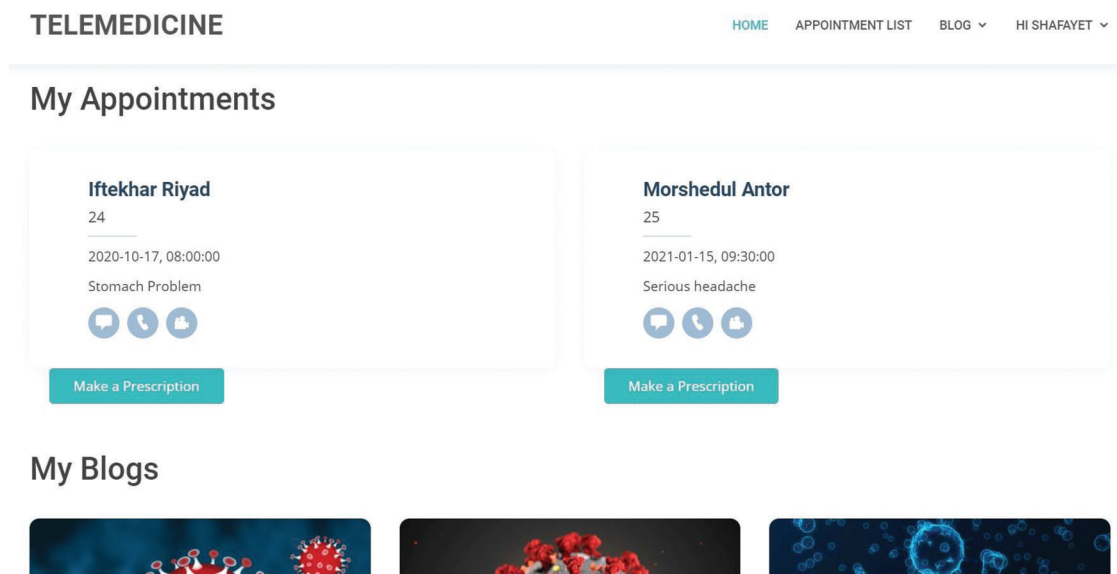 TELEMEDICINE
HOME APPOINTMENT LIST BLOG HI SHAFAYET
My Appointments
Iftekhar Riyad
24
2020-10-17, 08:00:00
Stomach Problem
Make a Prescription
Morshedul Antor
25
2021-01-15, 09:30:00
Serious headache
Make a Prescription
My Blogs